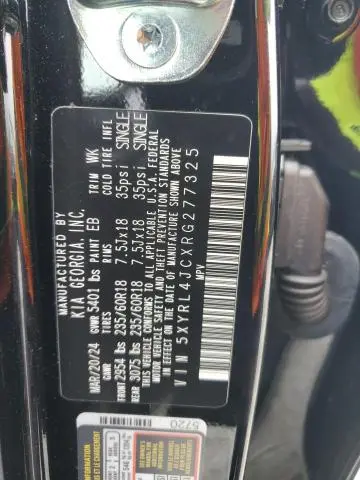 MANUFACTURED BY
KIA GEORGIA, INC.
MAR/20/24 GVWR 5401 lbs PAINT EB TRIM WK
GAWR TIRES RIMS COLD TIRE INFL
FRONT 2954 lbs 235/60R18 7.5Jx18 35psi SINGLE
REAR 3075 lbs 235/60R18 7.5Jx18 35psi SINGLE
THIS VEHICLE CONFORMS TO ALL APPLICABLE U.S. FEDERAL
MOTOR VEHICLE SAFETY AND THEFT PREVENTION STANDARDS
IN EFFECT ON THE DATE OF MANUFACTURE SHOWN ABOVE
VIN 5XYRL4JCXRG277325
MPV
5720